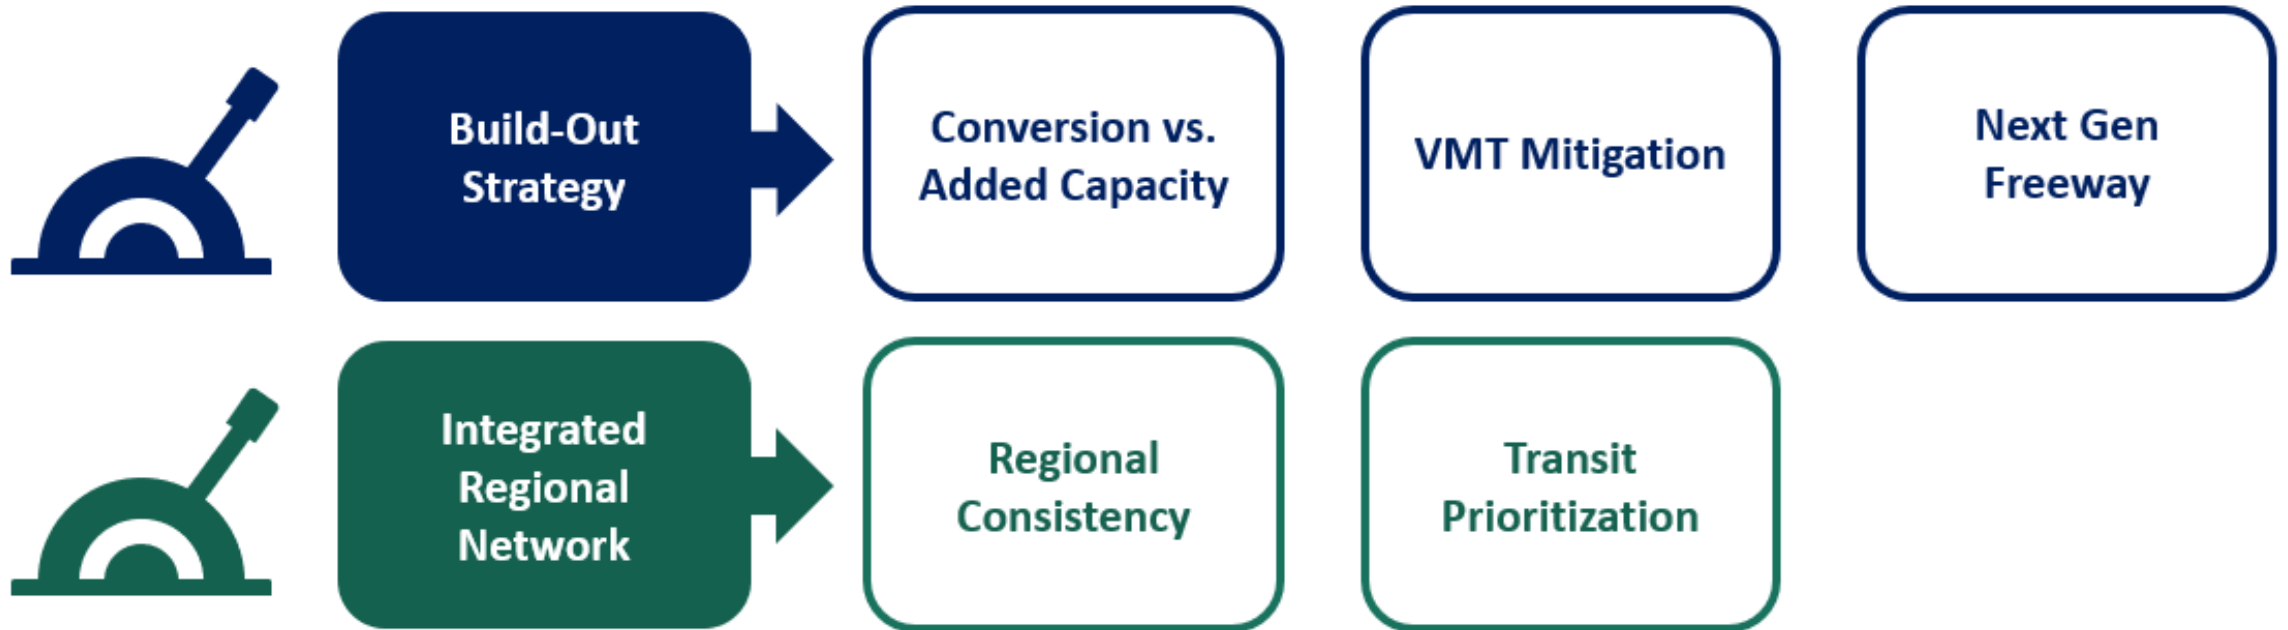 Build-Out
Strategy
Conversion vs.
Added Capacity
VMT Mitigation
Next Gen
Freeway
Integrated
Regional
Network
Regional
Consistency
Transit
Prioritization